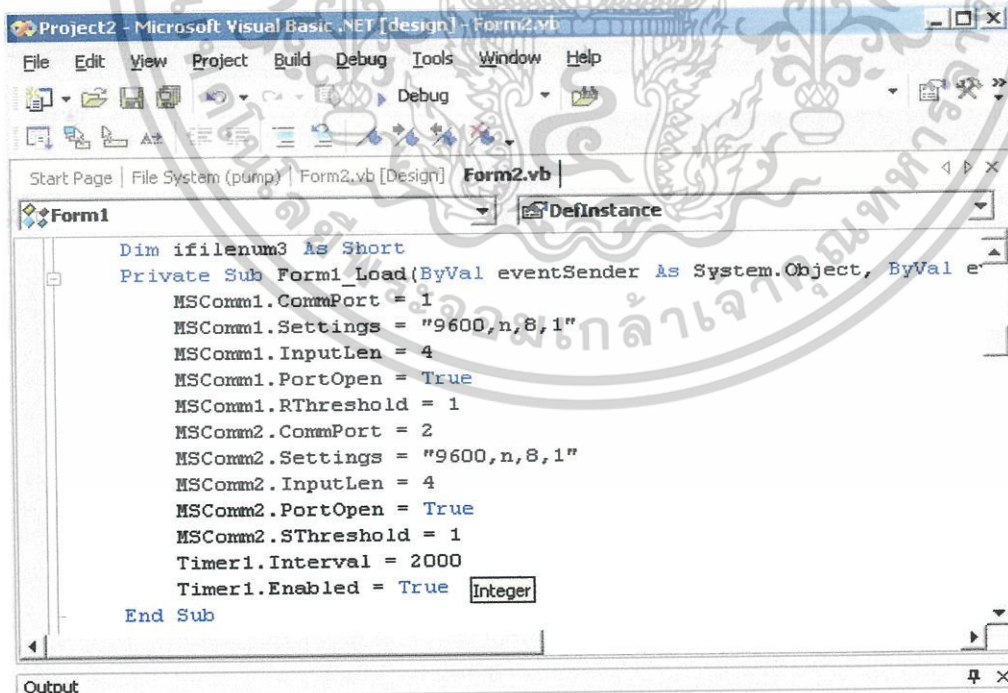 Project2 - Microsoft Visual Basic .NET [design] - Form2.vb
File Edit View Project Build Debug Tools Window Help
Debug
Start Page | File System (pump) | Form2.vb [Design] Form2.vb
Form1 DefInstance
Dim ifilenum3 As Short
Private Sub Form1_Load(ByVal eventSender As System.Object, ByVal e
MSComm1.CommPort = 1
MSComm1.Settings = "9600,n,8,1"
MSComm1.InputLen = 4
MSComm1.PortOpen = True
MSComm1.RThreshold = 1
MSComm2.CommPort = 2
MSComm2.Settings = "9600,n,8,1"
MSComm2.InputLen = 4
MSComm2.PortOpen = True
MSComm2.SThreshold = 1
Timer1.Interval = 2000
Timer1.Enabled = True Integer
End Sub
Output